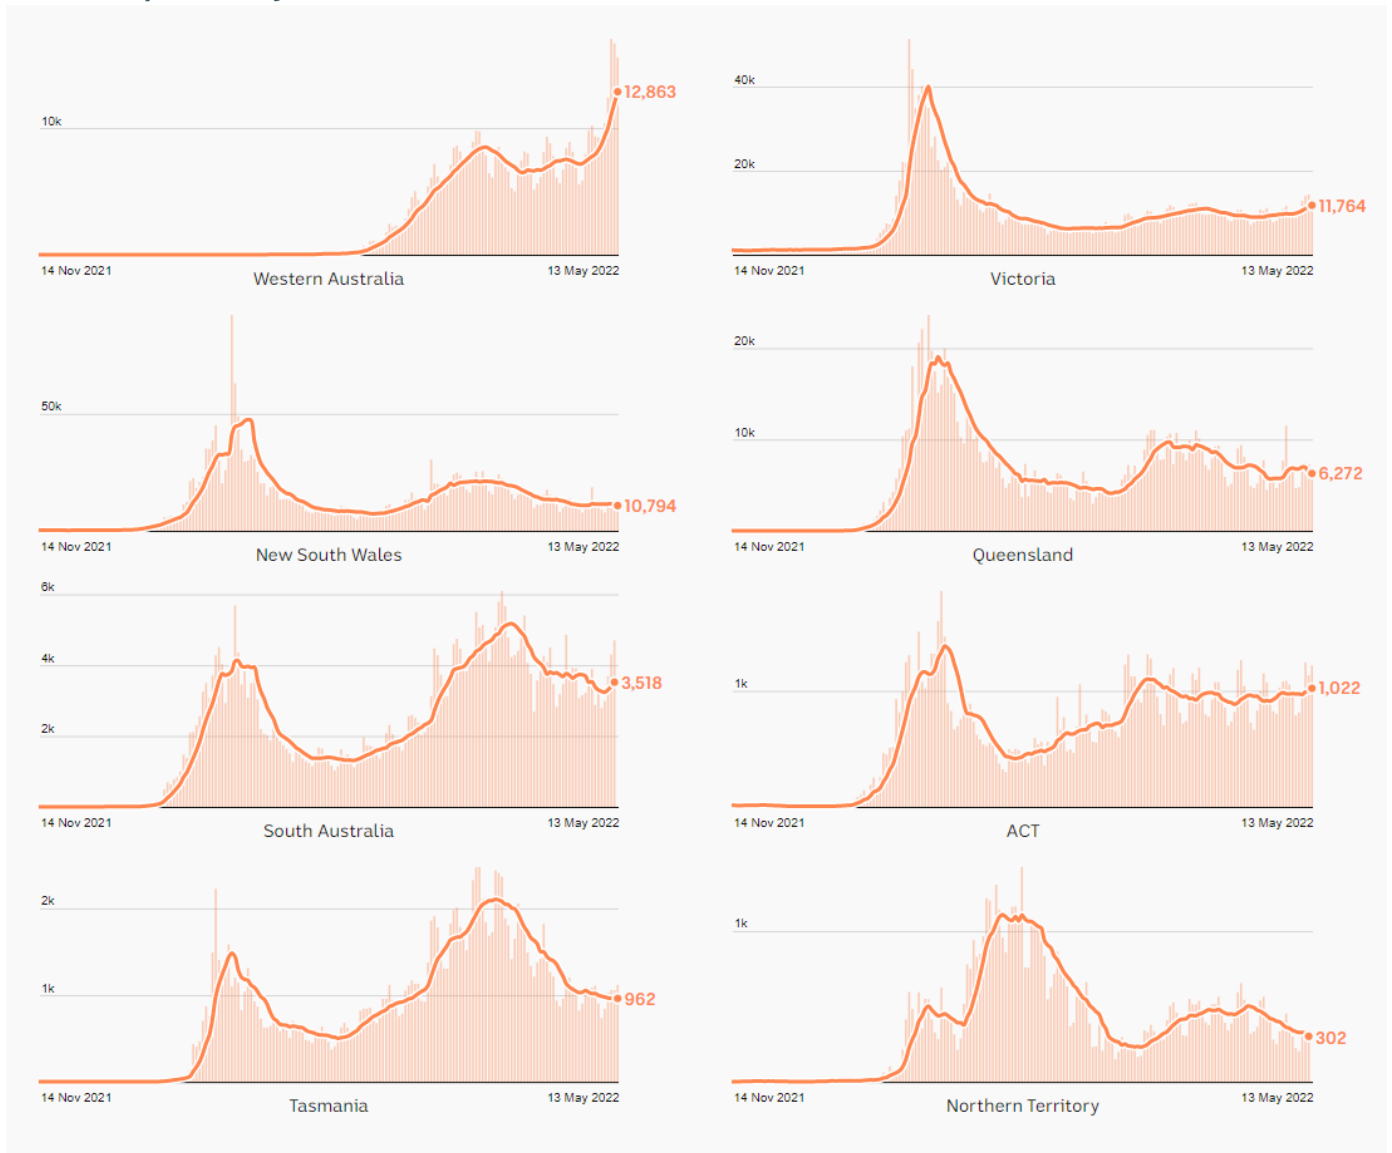 10k
12,863
14 Nov 2021
13 May 2022
Western Australia
40k
20k
11,764
14 Nov 2021
13 May 2022
Victoria
50k
10,794
14 Nov 2021
13 May 2022
New South Wales
20k
10k
6,272
14 Nov 2021
13 May 2022
Queensland
6k
4k
2k
3,518
14 Nov 2021
13 May 2022
South Australia
1k
1,022
14 Nov 2021
13 May 2022
ACT
2k
1k
962
14 Nov 2021
13 May 2022
Tasmania
1k
302
14 Nov 2021
13 May 2022
Northern Territory